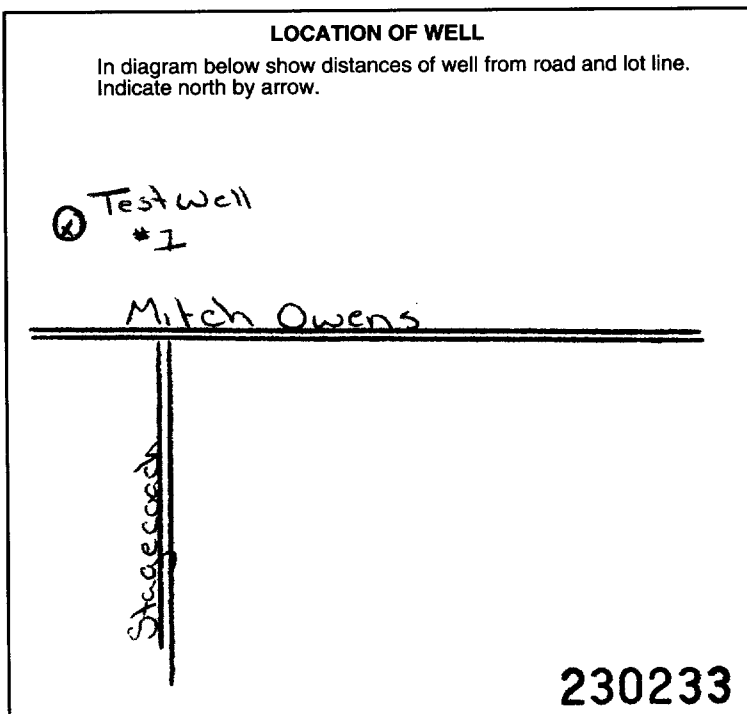 LOCATION OF WELL
In diagram below show distances of well from road and lot line.
Indicate north by arrow.
Test Well
#1
Mitch Owens
Stagecoach
230233